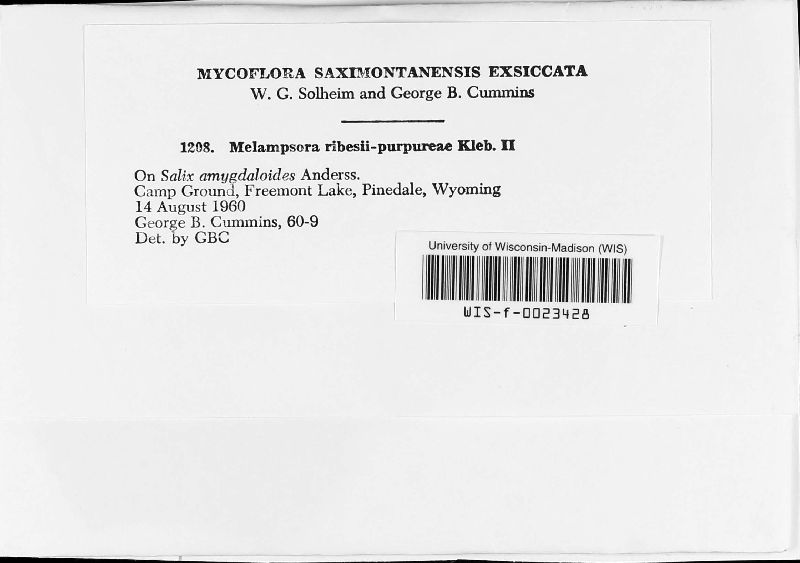 MYCOFLORA SAXIMONTANENSIS EXSICCATA
W. G. Solheim and George B. Cummins
1298. Melampsora ribesii-purpureae Kleb. II
On Salix amygdaloides Anderss.
Camp Ground, Freemont Lake, Pinedale, Wyoming
14 August 1960
George B. Cummins, 60-9
Det. by GBC
University of Wisconsin-Madison (WIS)
WIS-f-0023428